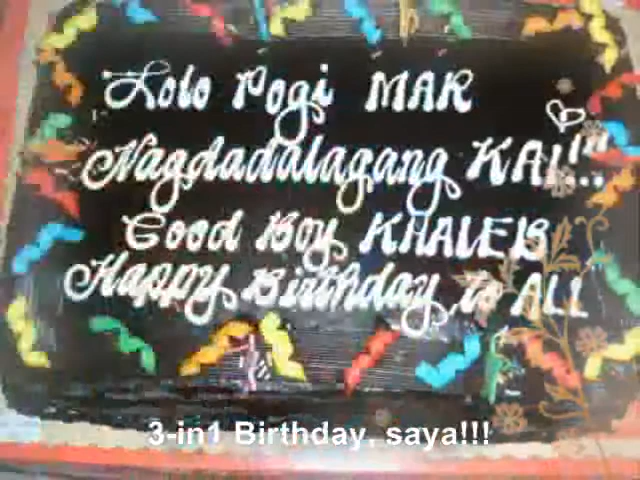 Lolo Pogi MAR
Nagdadalagang KAI!!!..
Good Boy KHALEB
Happy Birthday to ALL
3-in1 Birthday, saya!!!